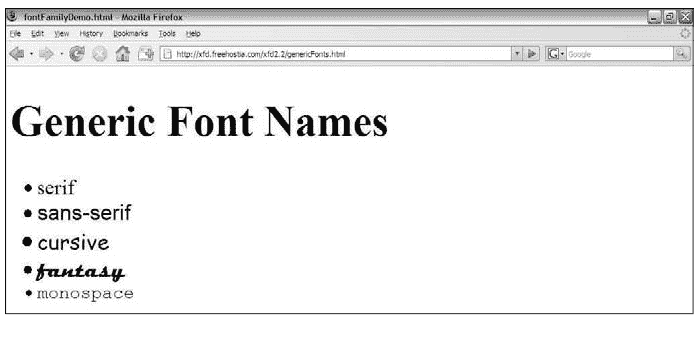 fontFamilyDemo.html - Mozilla Firefox
File Edit View History Bookmarks Tools Help
http://xfd.freehostia.com/xfd2.2/genericFonts.html G Google
Generic Font Names
• serif
• sans-serif
• cursive
• fantasy
• monospace